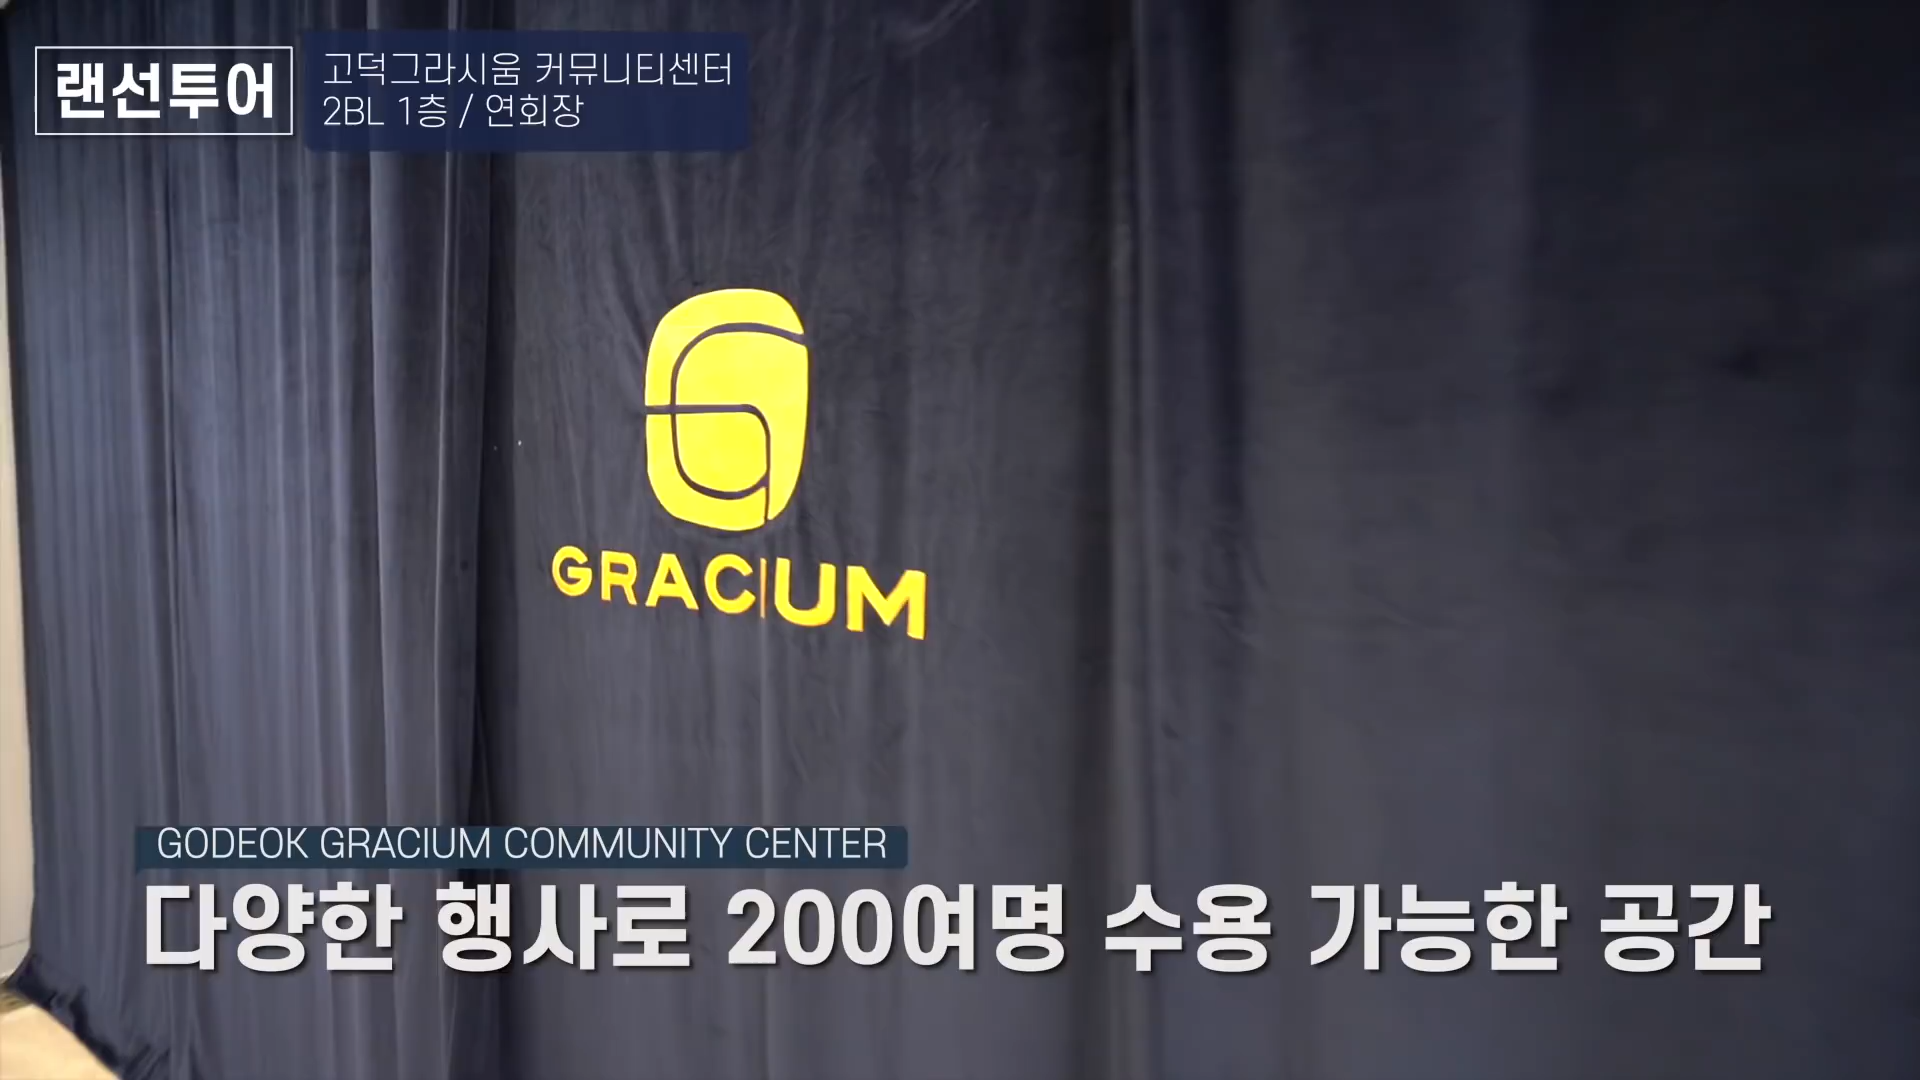 랜선투어
고덕그라시움 커뮤니티센터
2BL 1층 / 연회장
GRACIUM
GODEOK GRACIUM COMMUNITY CENTER
다양한 행사로 200여명 수용 가능한 공간